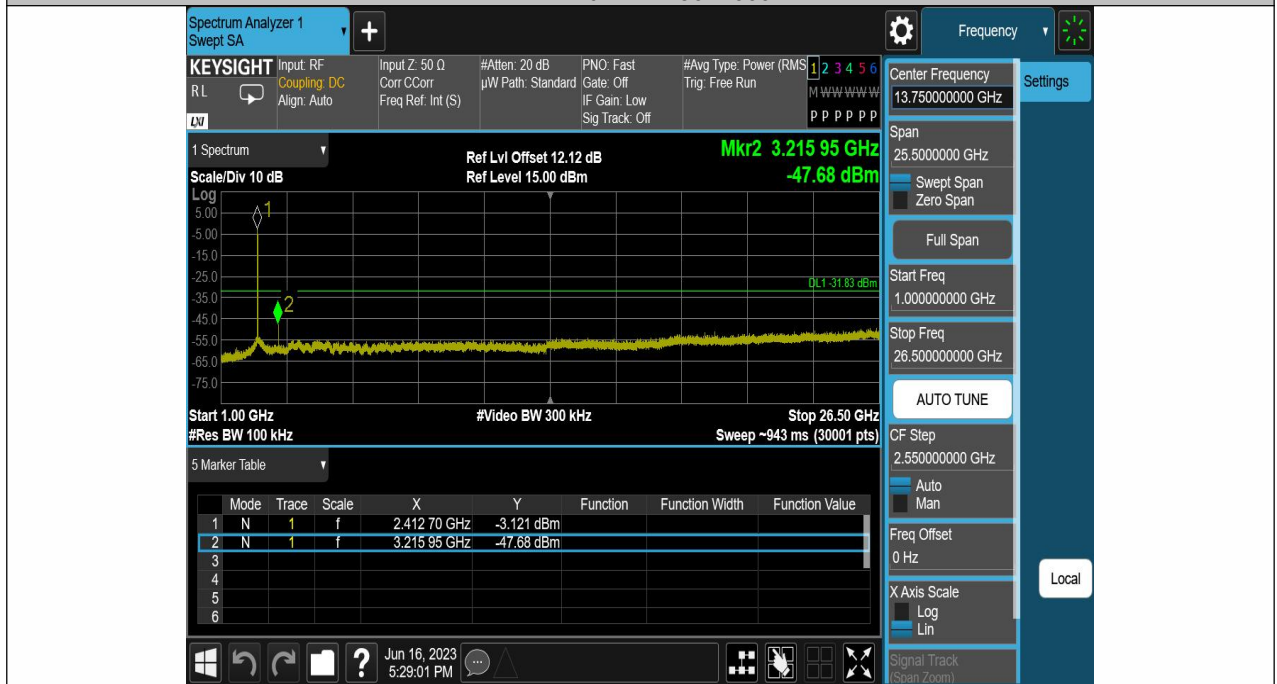 Spectrum Analyzer 1
Swept SA
+
Frequency
KEYSIGHT
RL
LXI
Input: RF
Coupling: DC
Align: Auto
Input Z: 50 Ω
Corr CCorr
Freq Ref: Int (S)
#Atten: 20 dB
µW Path: Standard
PNO: Fast
Gate: Off
IF Gain: Low
Sig Track: Off
#Avg Type: Power (RMS
Trig: Free Run
1 2 3 4 5 6
M W W W W W
P P P P P P
1 Spectrum
Scale/Div 10 dB
Ref Lvl Offset 12.12 dB
Ref Level 15.00 dBm
Mkr2 3.215 95 GHz
-47.68 dBm
Log
5.00
-5.00
-15.0
-25.0
-35.0
-45.0
-55.0
-65.0
-75.0
1
2
DL1 -31.83 dBm
Start 1.00 GHz
#Video BW 300 kHz
Stop 26.50 GHz
#Res BW 100 kHz
Sweep ~943 ms (30001 pts)
5 Marker Table
Mode Trace Scale X Y Function Function Width Function Value
1 N 1 f 2.412 70 GHz -3.121 dBm
2 N 1 f 3.215 95 GHz -47.68 dBm
3
4
5
6
Center Frequency
13.750000000 GHz
Span
25.5000000 GHz
Swept Span
Zero Span
Full Span
Start Freq
1.000000000 GHz
Stop Freq
26.500000000 GHz
AUTO TUNE
CF Step
2.550000000 GHz
Auto
Man
Freq Offset
0 Hz
X Axis Scale
Log
Lin
Signal Track
(Span Zoom)
Settings
Local
?
Jun 16, 2023
5:29:01 PM